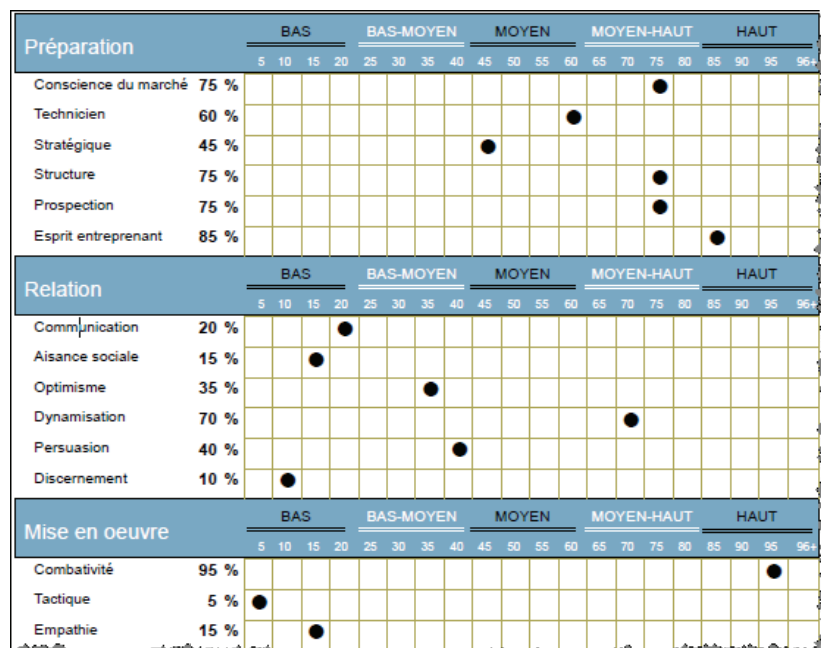 BAS BAS-MOYEN MOYEN MOYEN-HAUT HAUT
Préparation
5 10 15 20 25 30 35 40 45 50 55 60 65 70 75 80 85 90 95 96+
Conscience du marché 75 %
Technicien 60 %
Stratégique 45 %
Structure 75 %
Prospection 75 %
Esprit entreprenant 85 %
BAS BAS-MOYEN MOYEN MOYEN-HAUT HAUT
Relation
5 10 15 20 25 30 35 40 45 50 55 60 65 70 75 80 85 90 95 96+
Communication 20 %
Aisance sociale 15 %
Optimisme 35 %
Dynamisation 70 %
Persuasion 40 %
Discernement 10 %
BAS BAS-MOYEN MOYEN MOYEN-HAUT HAUT
Mise en oeuvre
5 10 15 20 25 30 35 40 45 50 55 60 65 70 75 80 85 90 95 96+
Combativité 95 %
Tactique 5 %
Empathie 15 %